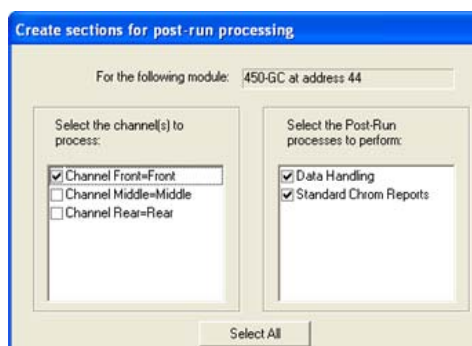 Create sections for post-run processing
For the following module: 450-GC at address 44
Select the channel(s) to
process:
Channel Front=Front
Channel Middle=Middle
Channel Rear=Rear
Select the Post-Run
processes to perform:
Data Handling
Standard Chrom Reports
Select All